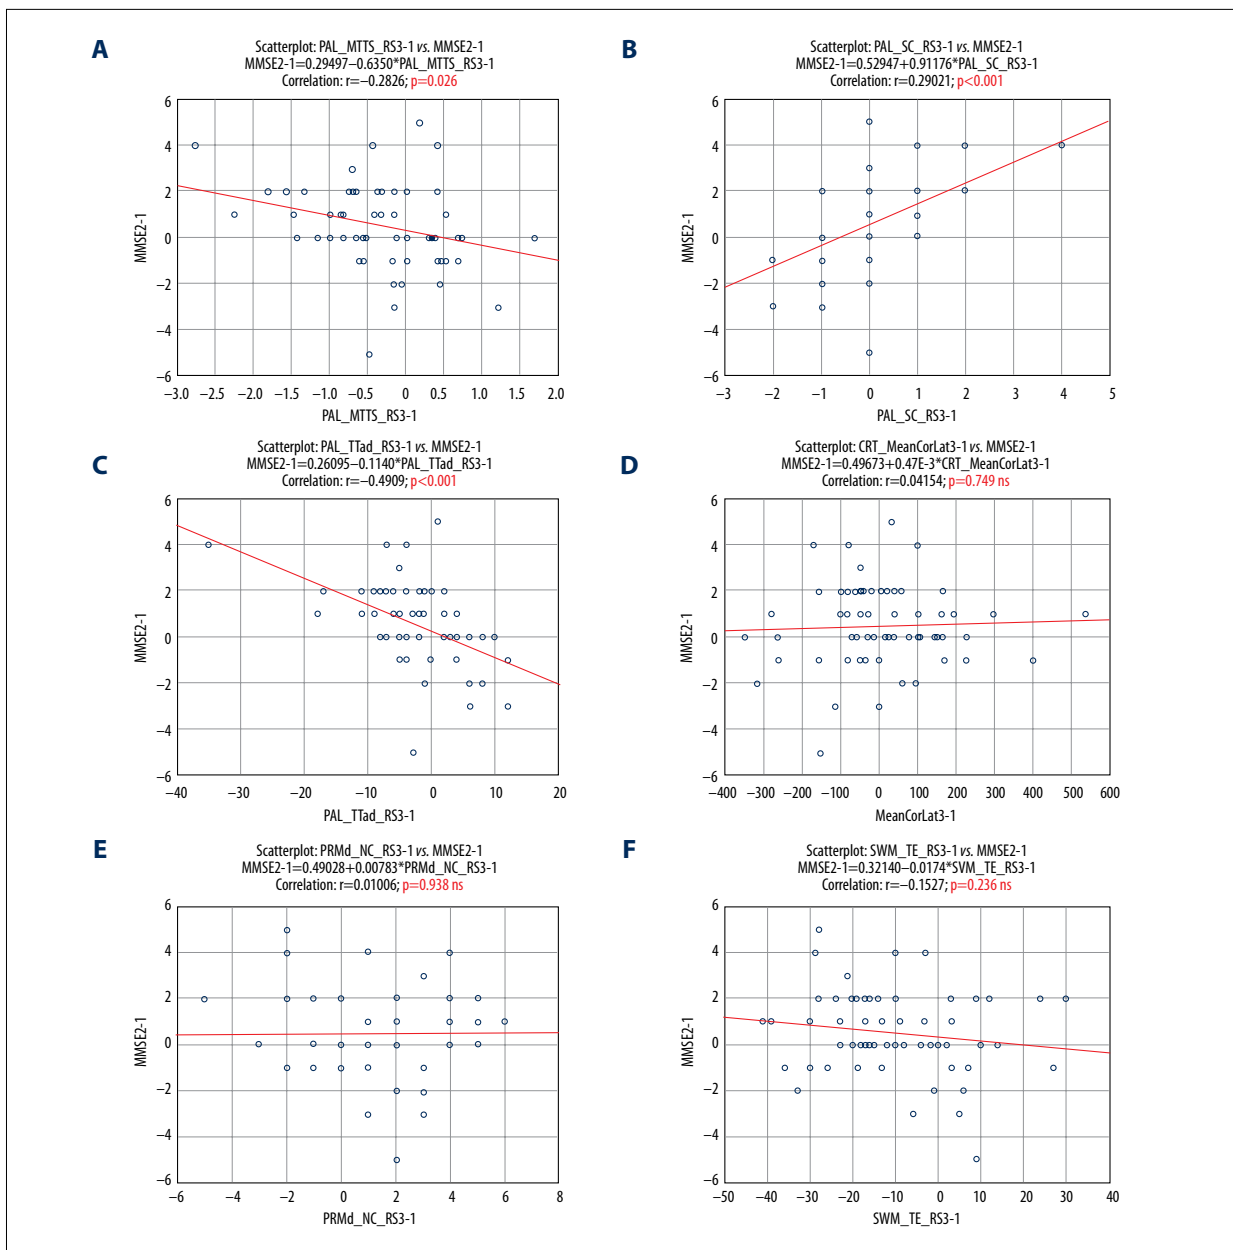 A
Scatterplot: PAL_MTTS_RS3-1 vs. MMSE2-1
MMSE2-1=0.29497–0.6350*PAL_MTTS_RS3-1
Correlation: r=–0.2826; p=0.026
6
4
2
0
–2
–4
–6
MMSE2-1
–3.0 –2.5 –2.0 –1.5 –1.0 –0.5 0.0 0.5 1.0 1.5 2.0
PAL_MTTS_RS3-1
B
Scatterplot: PAL_SC_RS3-1 vs. MMSE2-1
MMSE2-1=0.52947+0.91176*PAL_SC_RS3-1
Correlation: r=0.29021; p<0.001
6
4
2
0
–2
–4
–6
MMSE2-1
–3 –2 –1 0 1 2 3 4 5
PAL_SC_RS3-1
C
Scatterplot: PAL_TTad_RS3-1 vs. MMSE2-1
MMSE2-1=0.26095–0.1140*PAL_TTad_RS3-1
Correlation: r=–0.4909; p<0.001
6
4
2
0
–2
–4
–6
MMSE2-1
–40 –30 –20 –10 0 10 20
PAL_TTad_RS3-1
D
Scatterplot: CRT_MeanCorLat3-1 vs. MMSE2-1
MMSE2-1=0.49673+0.47E-3*CRT_MeanCorLat3-1
Correlation: r=0.04154; p=0.749 ns
6
4
2
0
–2
–4
–6
MMSE2-1
–400 –300 –200 –100 0 100 200 300 400 500 600
MeanCorLat3-1
E
Scatterplot: PRMd_NC_RS3-1 vs. MMSE2-1
MMSE2-1=0.49028+0.00783*PRMd_NC_RS3-1
Correlation: r=0.01006; p=0.938 ns
6
4
2
0
–2
–4
–6
MMSE2-1
–6 –4 –2 0 2 4 6 8
PRMd_NC_RS3-1
F
Scatterplot: SWM_TE_RS3-1 vs. MMSE2-1
MMSE2-1=0.32140–0.0174*SVM_TE_RS3-1
Correlation: r=–0.1527; p=0.236 ns
6
4
2
0
–2
–4
–6
MMSE2-1
–50 –40 –30 –20 –10 0 10 20 30 40
SWM_TE_RS3-1